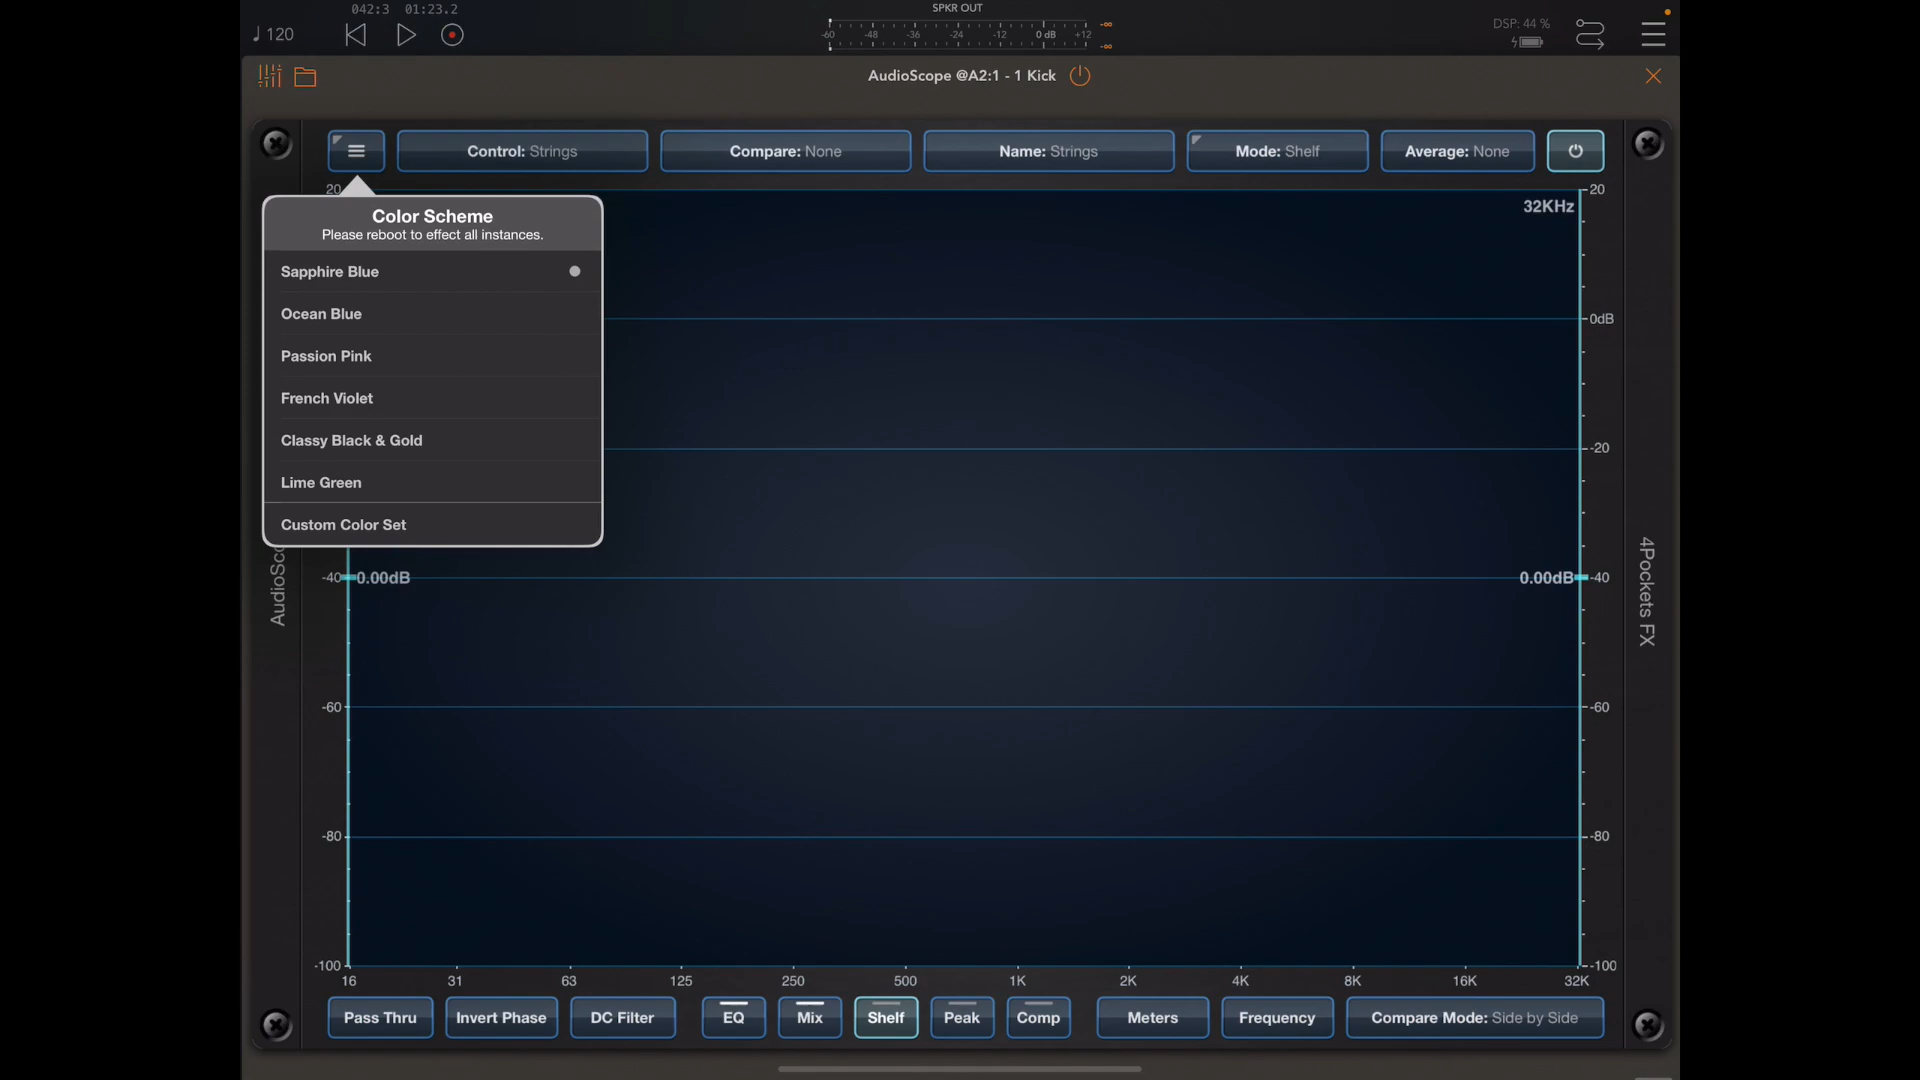 042:3 01:23.2
♩120
SPKR OUT
-60 -48 -36 -24 -12 0 dB +12
-∞
-∞
DSP: 44 %
AudioScope @A2:1 - 1 Kick
Control: Strings
Compare: None
Name: Strings
Mode: Shelf
Average: None
20
Color Scheme
Please reboot to effect all instances.
Sapphire Blue
Ocean Blue
Passion Pink
French Violet
Classy Black & Gold
Lime Green
Custom Color Set
32KHz
20
0dB
-20
-40
-60
-80
-100
-40
0.00dB
0.00dB
-60
-80
-100
4Pockets FX
16 31 63 125 250 500 1K 2K 4K 8K 16K 32K
Pass Thru
Invert Phase
DC Filter
EQ
Mix
Shelf
Peak
Comp
Meters
Frequency
Compare Mode: Side by Side